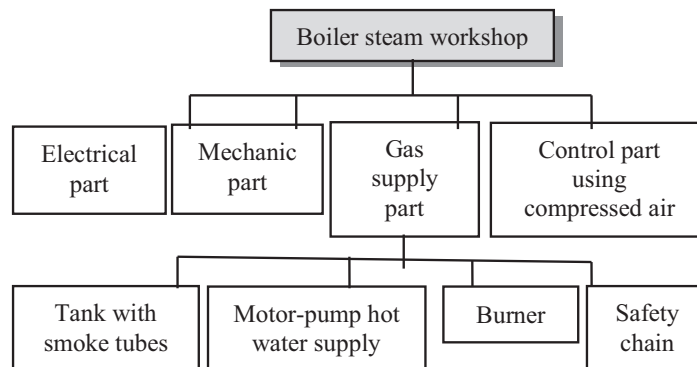 Boiler steam workshop
Electrical
part
Mechanic
part
Gas
supply
part
Control part
using
compressed air
Tank with
smoke tubes
Motor-pump hot
water supply
Burner
Safety
chain